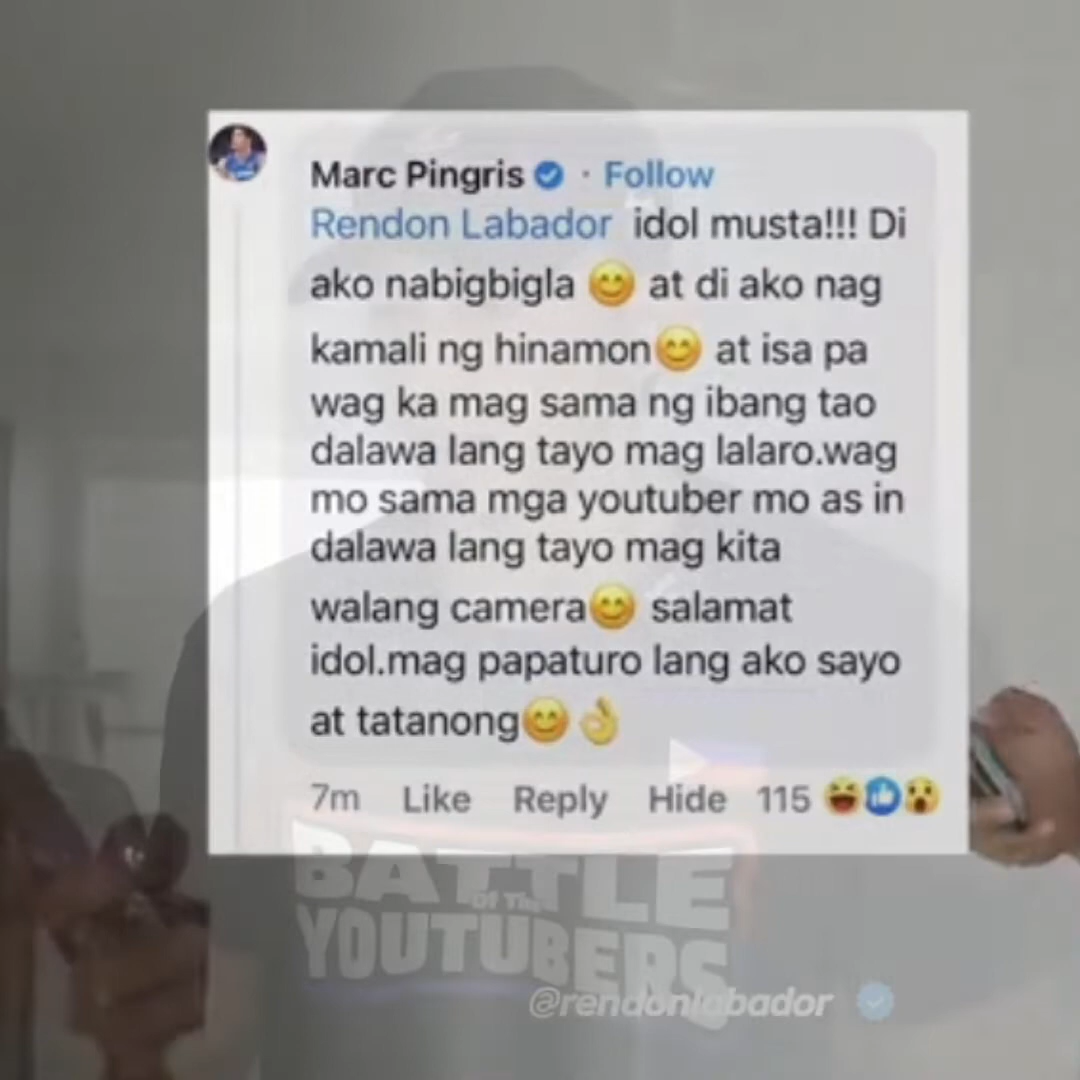 Marc Pingris · Follow
Rendon Labador idol musta!!! Di
ako nabigbigla 😊 at di ako nag
kamali ng hinamon😊 at isa pa
wag ka mag sama ng ibang tao
dalawa lang tayo mag lalaro.wag
mo sama mga youtuber mo as in
dalawa lang tayo mag kita
walang camera😊 salamat
idol.mag papaturo lang ako sayo
at tatanong😊👌
7m Like Reply Hide 115
BATTLE
OF THE
YOUTUBERS
@rendonlabador